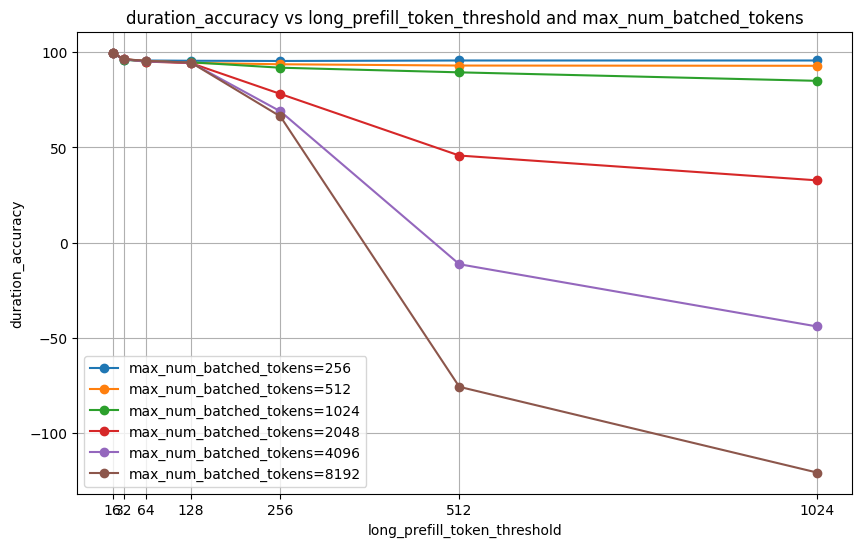 duration_accuracy vs long_prefill_token_threshold and max_num_batched_tokens
duration_accuracy
100
50
0
−50
−100
max_num_batched_tokens=256
max_num_batched_tokens=512
max_num_batched_tokens=1024
max_num_batched_tokens=2048
max_num_batched_tokens=4096
max_num_batched_tokens=8192
16 32 64 128 256 512 1024
long_prefill_token_threshold